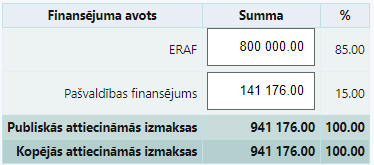 Finansējuma avots Summa %
ERAF 800 000.00 85.00
Pašvaldības finansējums 141 176.00 15.00
Publiskās attiecināmās izmaksas 941 176.00 100.00
Kopējās attiecināmās izmaksas 941 176.00 100.00